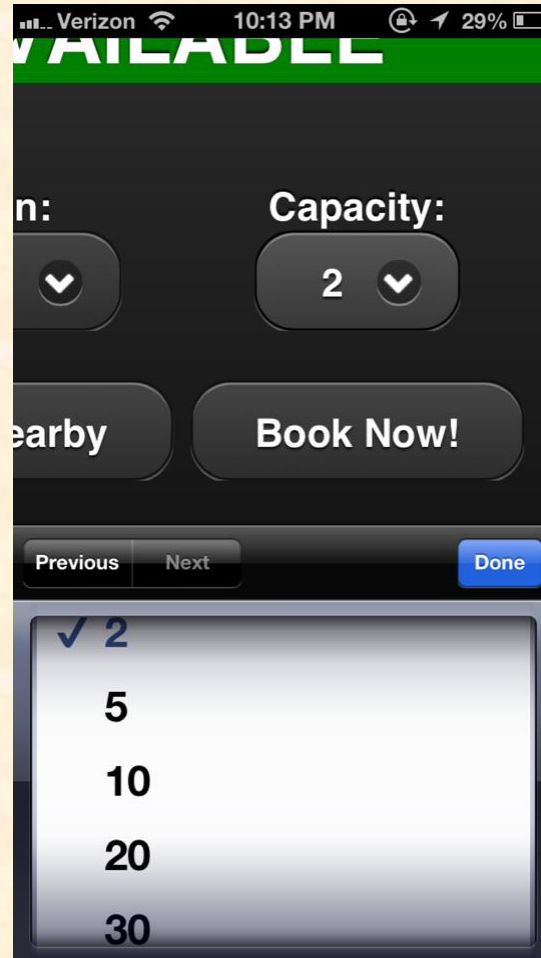 Verizon 10:13 PM 29%
VAILABLE
n: Capacity:
2
earby Book Now!
Previous Next Done
✓ 2
5
10
20
30